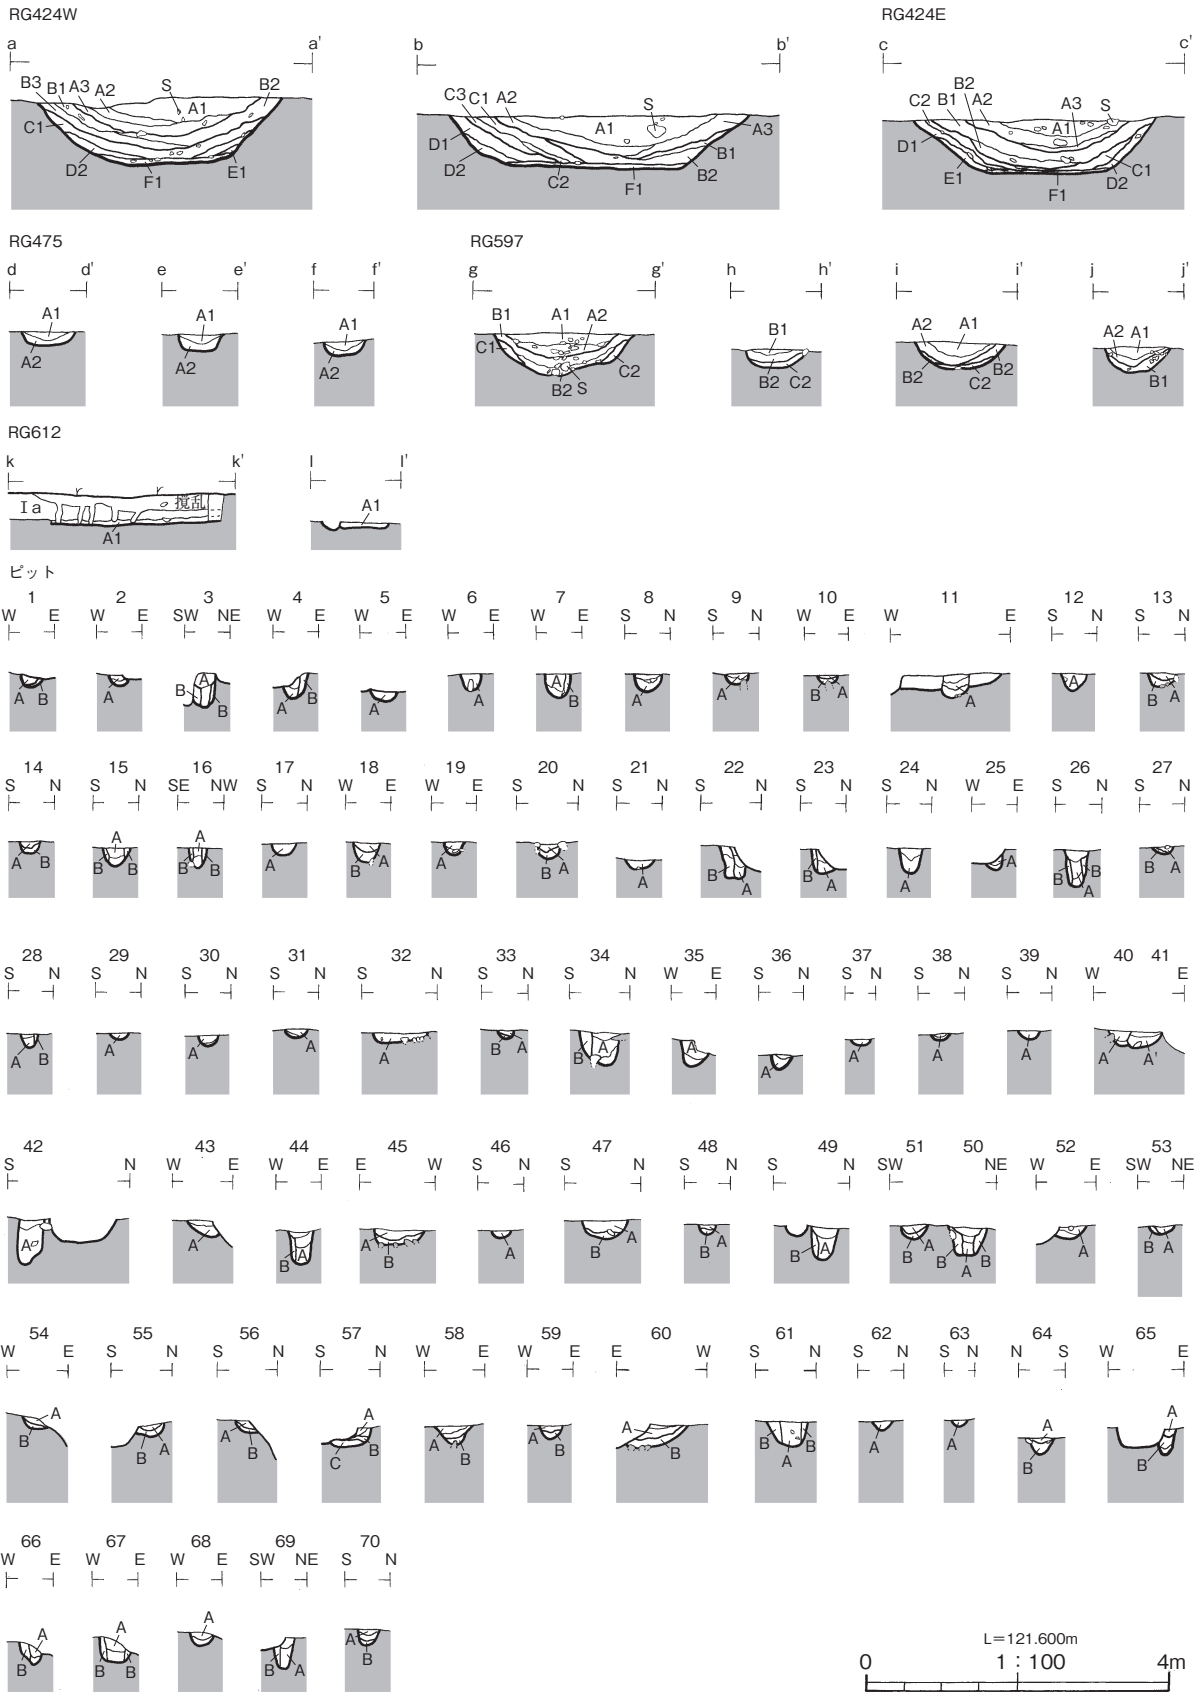 RG424W RG424E
a a' b b' c c'
B3 B1 A3 A2 S A1 B2 C1 D2 F1 E1
C3 C1 A2 S A1 A3 D1 D2 C2 F1 B2 B1
B2 C2 B1 A2 A3 S A1 D1 E1 F1 D2 C1
RG475 RG597
d d' e e' f f' g g' h h' i i' j j'
A1 A2
A1 A2
A1 A2
B1 A1 A2 C1 B2 S C2
B1 B2 C2
A2 A1 B2 C2 B2
A2 A1 B1
RG612
k k' l l'
Ia 撹乱 A1
A1
ピット
1 2 3 4 5 6 7 8 9 10 11 12 13
W E W E SW NE W E W E W E W E S N S N W E W E S N S N
A B A B A B A B A A A B A B A B A A A B A
14 15 16 17 18 19 20 21 22 23 24 25 26 27
S N S N SE NW S N W E W E S N S N S N S N S N W E S N S N
A B B A B B A B A B A A B B A A B A B A A A B B A B A
28 29 30 31 32 33 34 35 36 37 38 39 40 41
S N S N S N S N S N S N S N W E S N S N S N S N W E
A B A A A A B A B A A A A A A A A'
42 43 44 45 46 47 48 49 51 50 52 53
S N W E W E E W S N S N S N S N SW NE W E SW NE
A A B A A B A B A B A B A B A B A B A B A
54 55 56 57 58 59 60 61 62 63 64 65
W E S N S N S N W E W E E W S N S N S N N S W E
A B B A A B A B C A B A B A B B A B A A A B A B
66 67 68 69 70
W E W E W E SW NE S N
A B A B B A B A A B
L=121.600m
0 1:100 4m